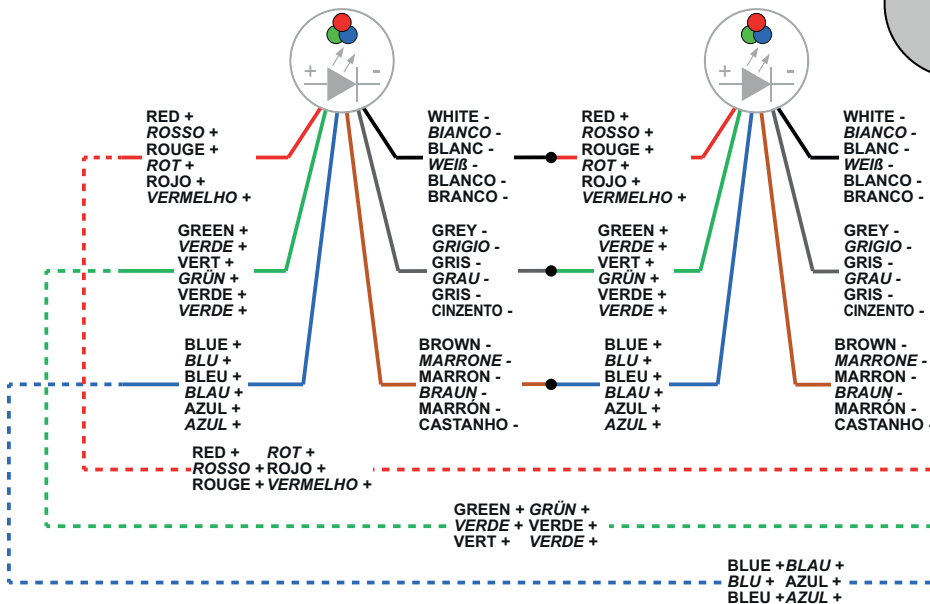 + -
+ -
RED +
ROSSO +
ROUGE +
ROT +
ROJO +
VERMELHO +
WHITE -
BIANCO -
BLANC -
WEIß -
BLANCO -
BRANCO -
RED +
ROSSO +
ROUGE +
ROT +
ROJO +
VERMELHO +
WHITE -
BIANCO -
BLANC -
WEIß -
BLANCO -
BRANCO -
GREEN +
VERDE +
VERT +
GRÜN +
VERDE +
VERDE +
GREY -
GRIGIO -
GRIS -
GRAU -
GRIS -
CINZENTO -
GREEN +
VERDE +
VERT +
GRÜN +
VERDE +
VERDE +
GREY -
GRIGIO -
GRIS -
GRAU -
GRIS -
CINZENTO -
BLUE +
BLU +
BLEU +
BLAU +
AZUL +
AZUL +
BROWN -
MARRONE -
MARRON -
BRAUN -
MARRÓN -
CASTANHO -
BLUE +
BLU +
BLEU +
BLAU +
AZUL +
AZUL +
BROWN -
MARRONE -
MARRON -
BRAUN -
MARRÓN -
CASTANHO -
RED + ROT +
ROSSO + ROJO +
ROUGE + VERMELHO +
GREEN + GRÜN +
VERDE + VERDE +
VERT + VERDE +
BLUE + BLAU +
BLU + AZUL +
BLEU + AZUL +